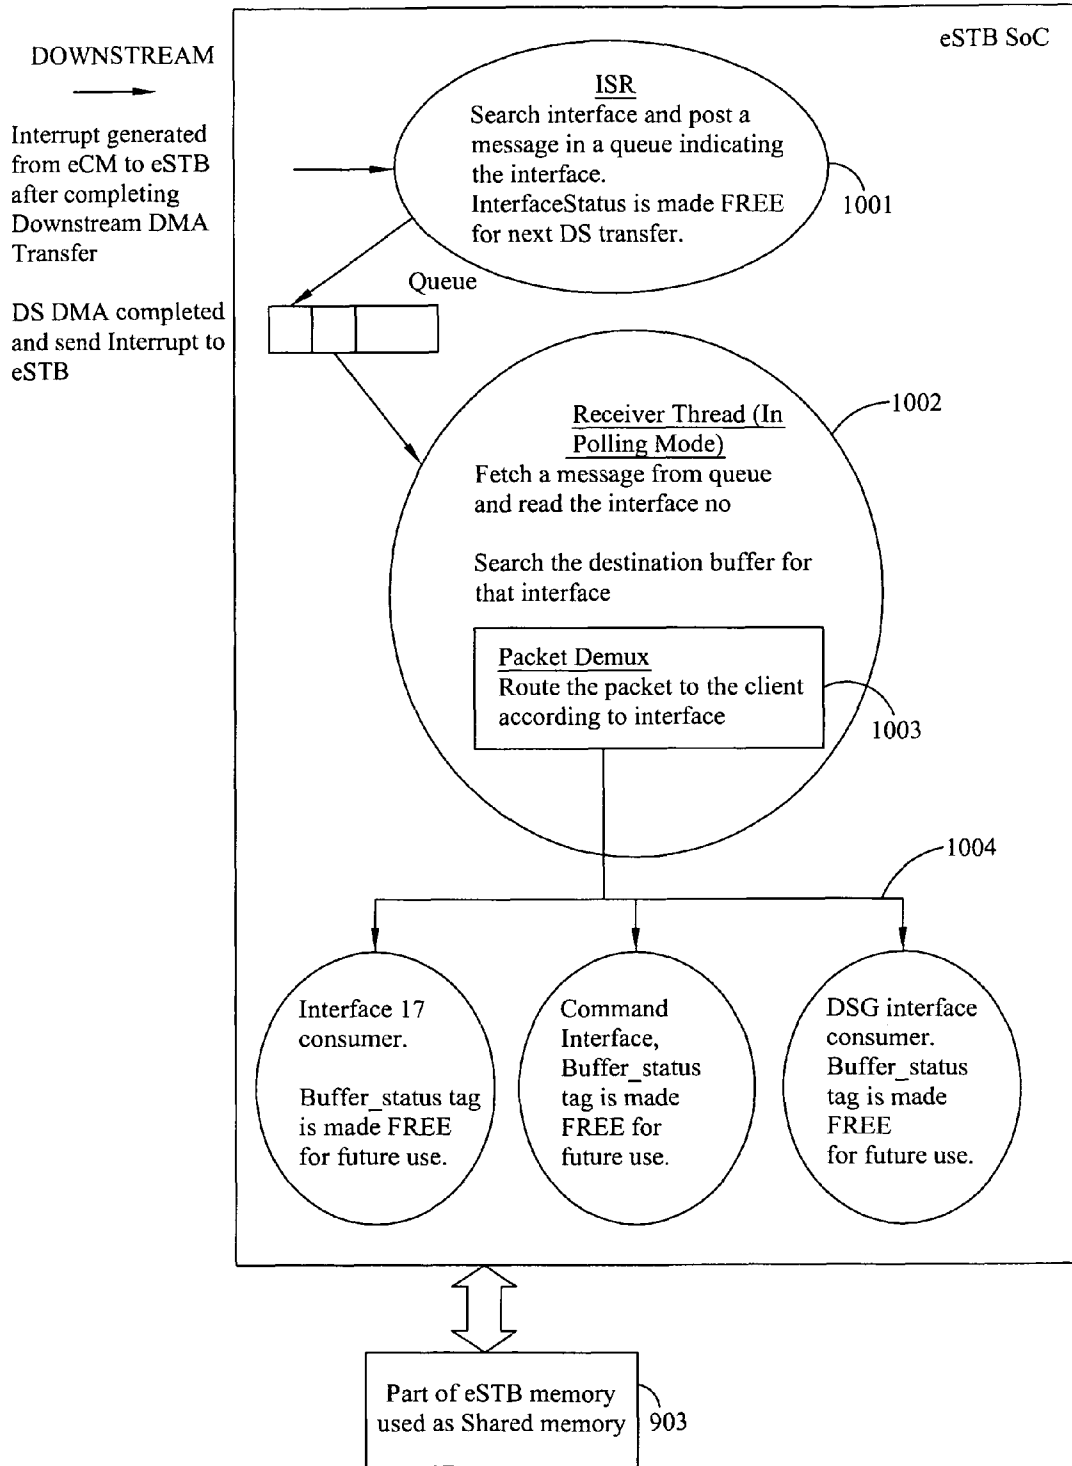 eSTB SoC
DOWNSTREAM
Interrupt generated
from eCM to eSTB
after completing
Downstream DMA
Transfer
DS DMA completed
and send Interrupt to
eSTB
ISR
Search interface and post a
message in a queue indicating
the interface.
InterfaceStatus is made FREE
for next DS transfer.
1001
Queue
1002
Receiver Thread (In
Polling Mode)
Fetch a message from queue
and read the interface no
Search the destination buffer for
that interface
Packet Demux
Route the packet to the client
according to interface
1003
1004
Interface 17
consumer.
Buffer_status tag
is made FREE
for future use.
Command
Interface,
Buffer_status
tag is made
FREE for
future use.
DSG interface
consumer.
Buffer_status
tag is made
FREE
for future use.
Part of eSTB memory
used as Shared memory
903